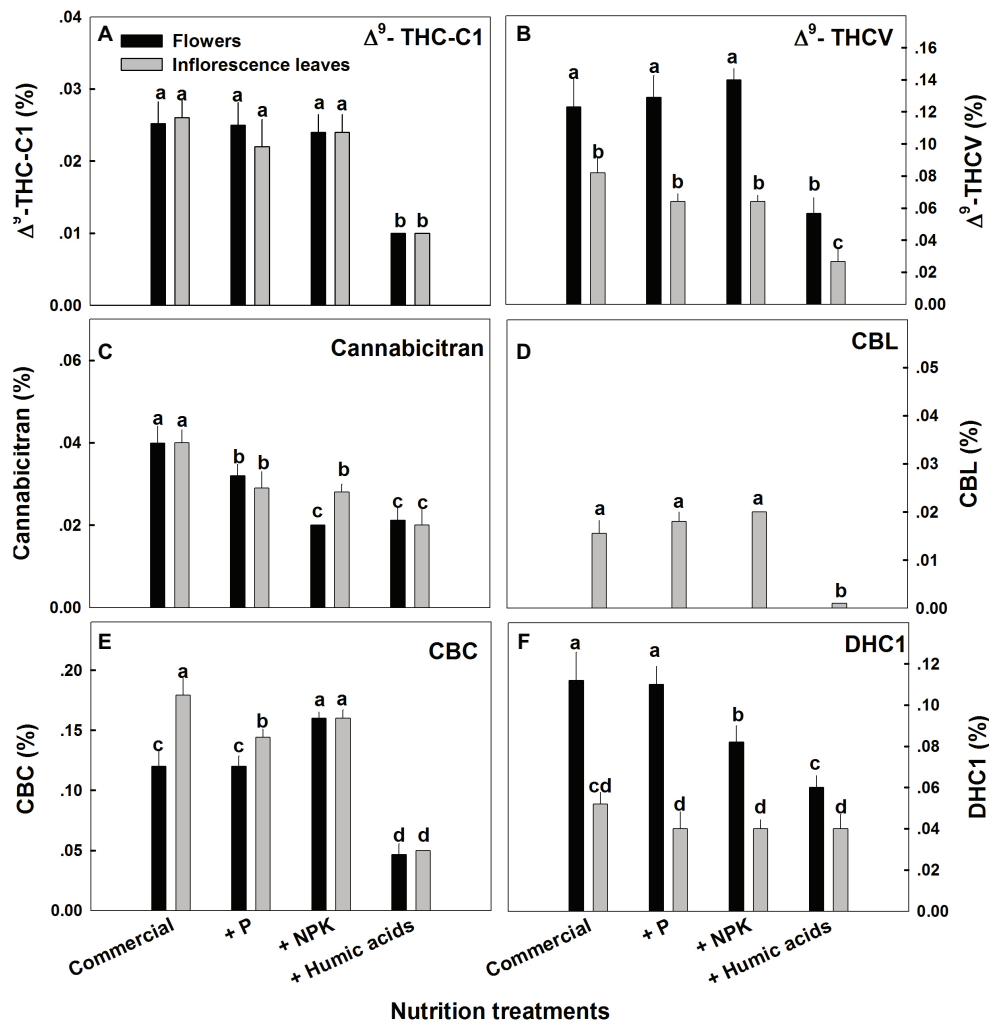 A
Flowers
Inflorescence leaves
Δ9- THC-C1
Δ9-THC-C1 (%)
.04
.03
.02
.01
0.00
a a a a a a b b
B
Δ9- THCV
Δ9-THCV (%)
.16
.14
.12
.10
.08
.06
.04
.02
0.00
a b a b a b b c
C
Cannabicitran
Cannabicitran (%)
.06
.04
.02
0.00
a a b b c b c c
D
CBL
CBL (%)
.05
.04
.03
.02
.01
0.00
a a a b
E
CBC
CBC (%)
.20
.15
.10
.05
0.00
c a c b a a d d
Commercial
+ P
+ NPK
+ Humic acids
F
DHC1
DHC1 (%)
.12
.10
.08
.06
.04
.02
0.00
a cd a d b d c d
Commercial
+ P
+ NPK
+ Humic acids
Nutrition treatments